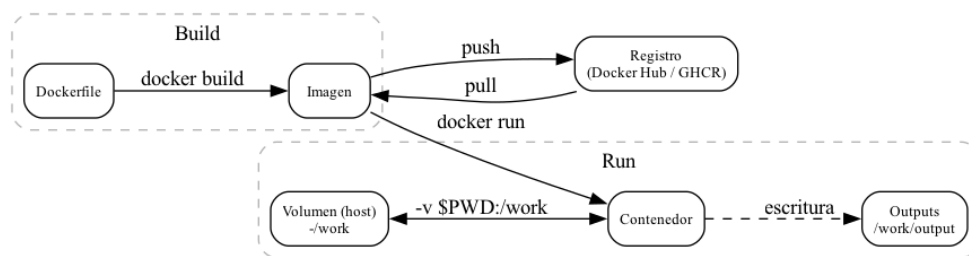 Build
push
Registro
(Docker Hub / GHCR)
Dockerfile
docker build
Imagen
pull
docker run
Run
Volumen (host)
-/work
-v $PWD:/work
Contenedor
escritura
Outputs
/work/output